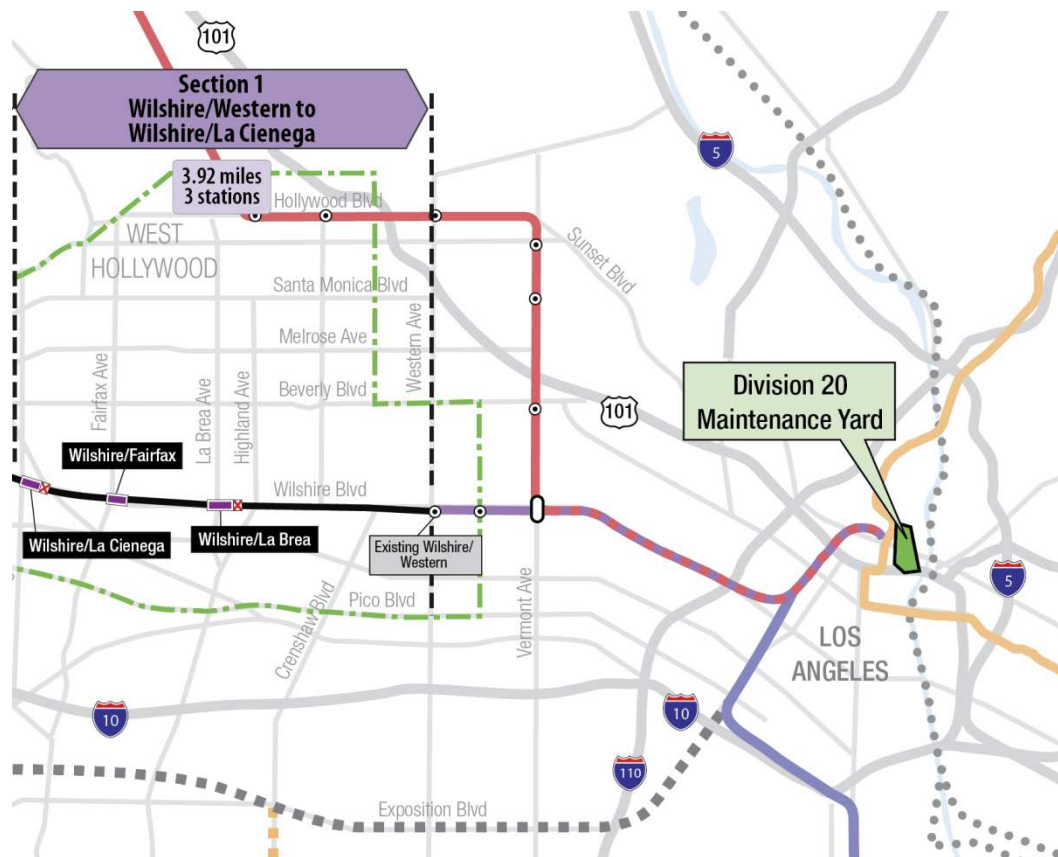 101
Section 1
Wilshire/Western to
Wilshire/La Cienega
5
3.92 miles
3 stations
Hollywood Blvd
WEST
HOLLYWOOD
Sunset Blvd
Santa Monica Blvd
Melrose Ave
Western Ave
Beverly Blvd
Fairfax Ave
La Brea Ave
Highland Ave
101
Division 20
Maintenance Yard
Wilshire/Fairfax
Wilshire Blvd
Wilshire/La Cienega
Wilshire/La Brea
Existing Wilshire/
Western
5
Pico Blvd
Crenshaw Blvd
Vermont Ave
LOS
ANGELES
10
10
110
Exposition Blvd